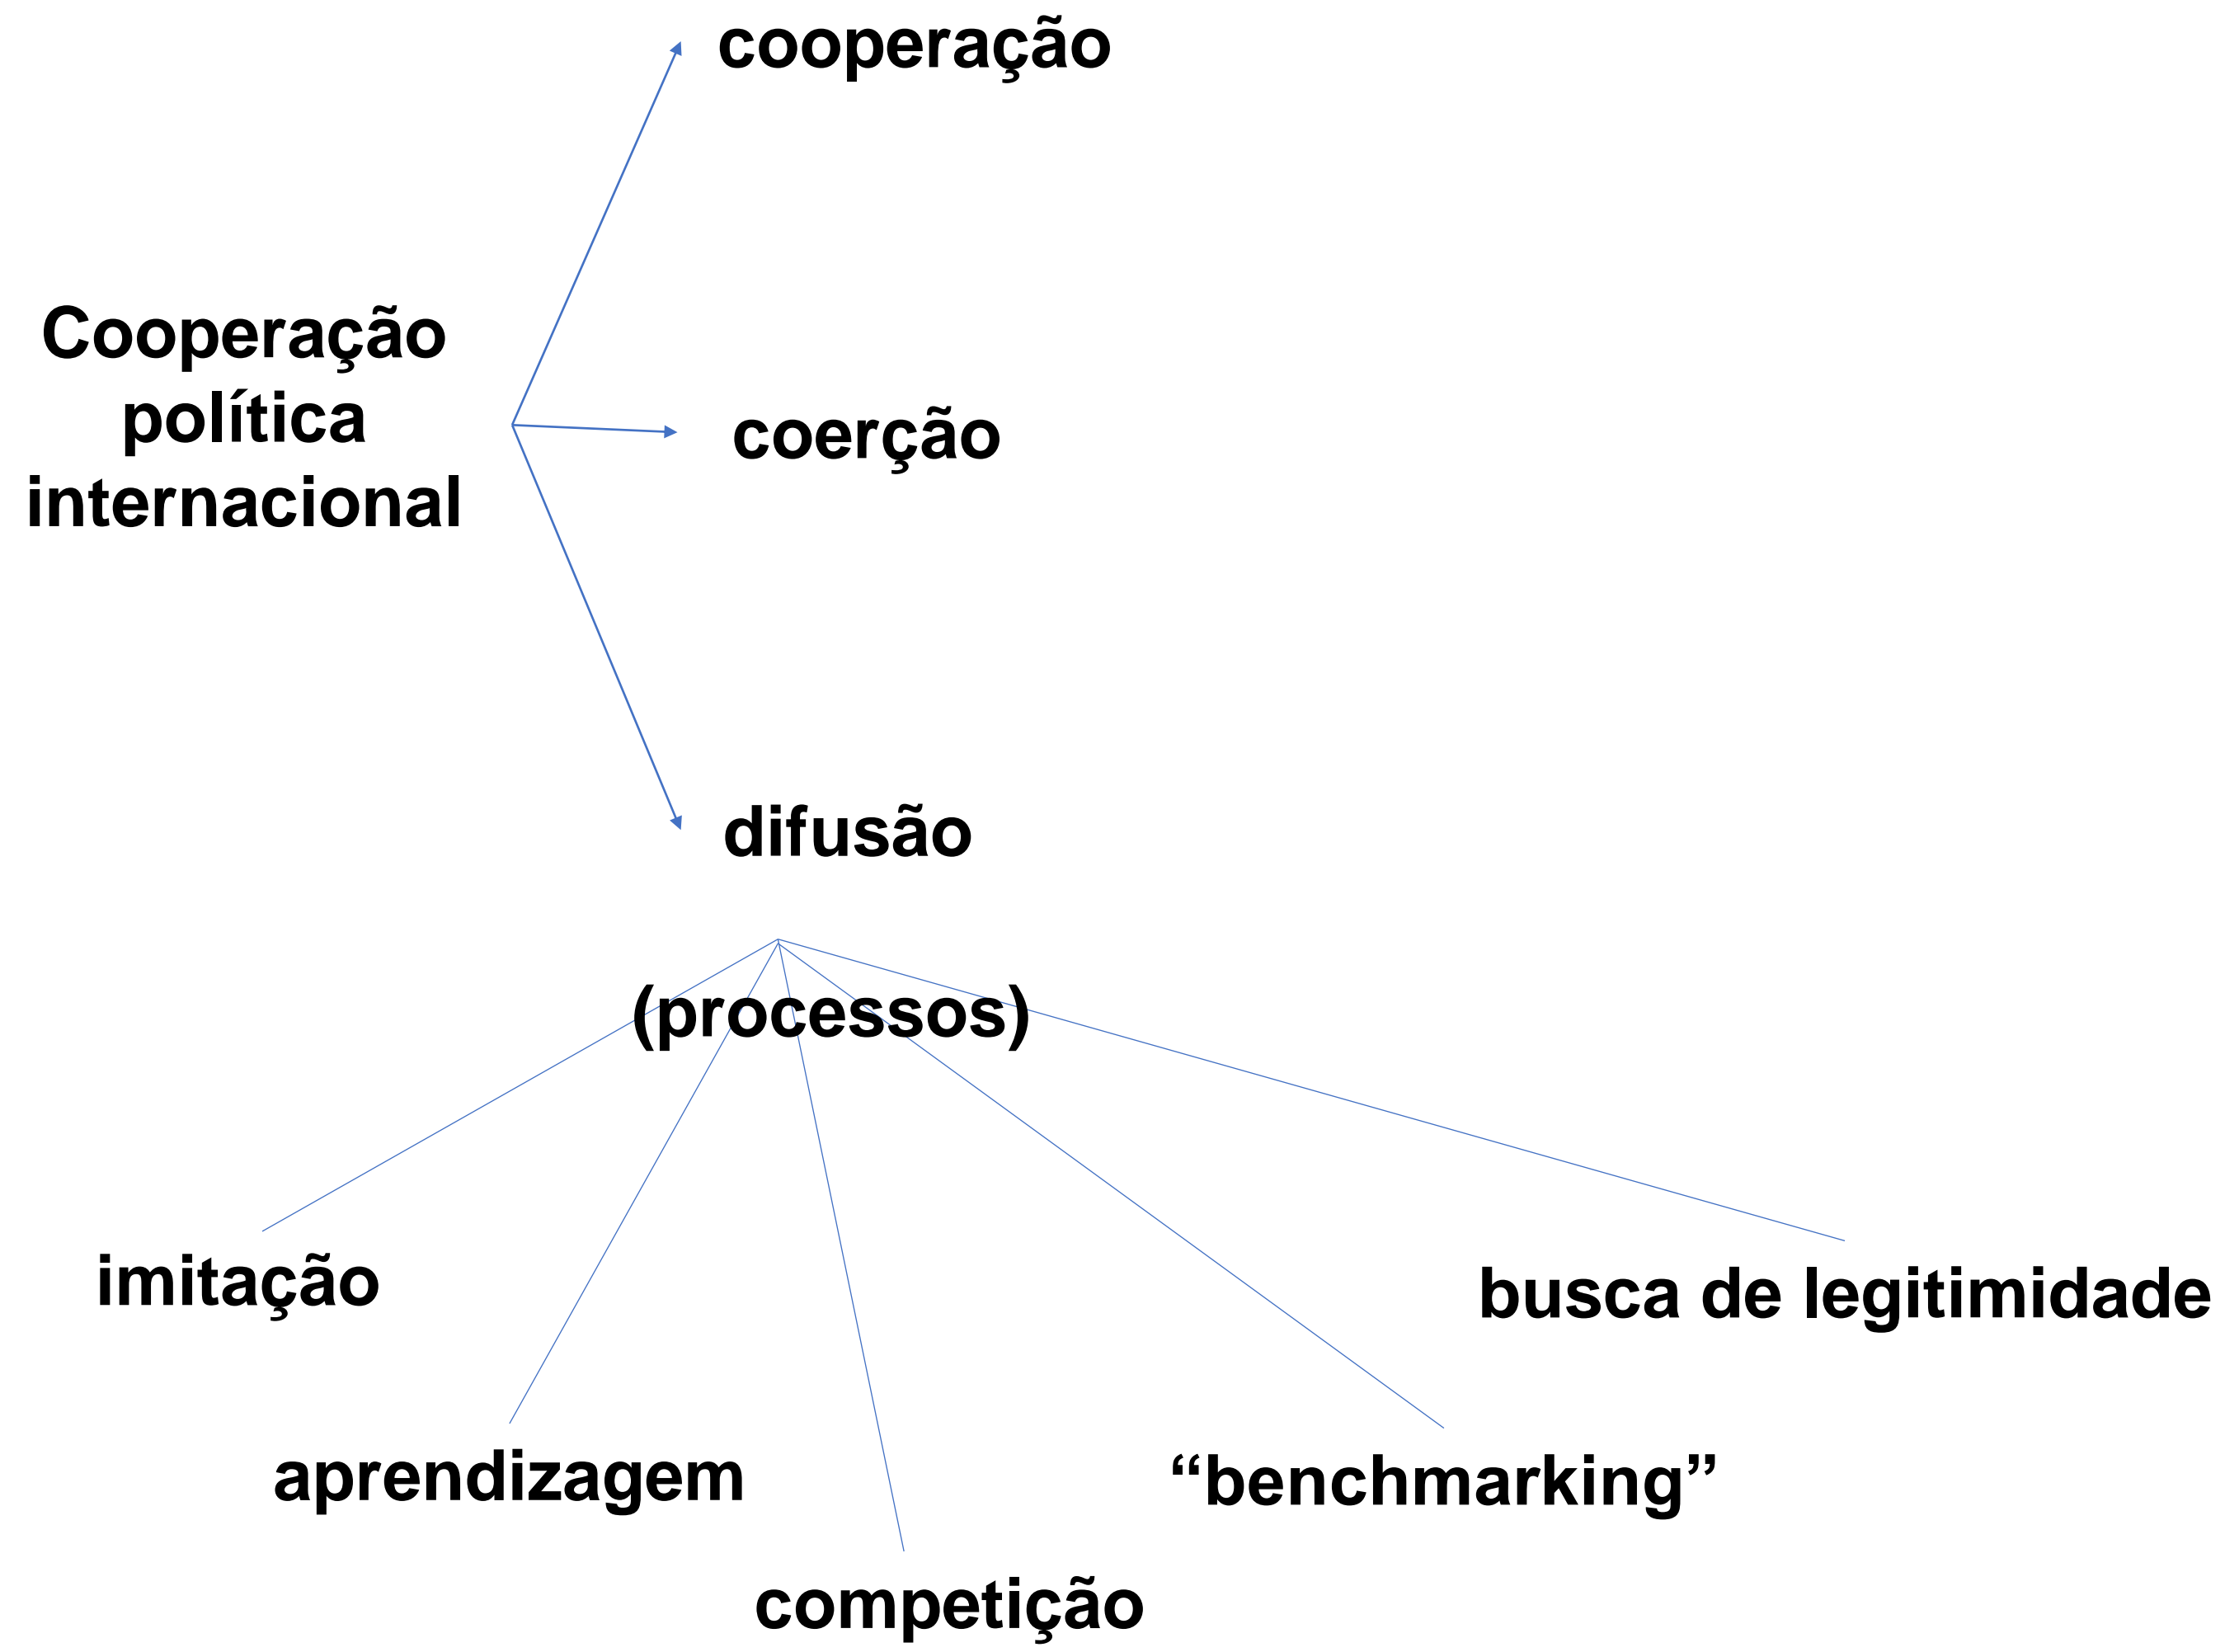 cooperação
Cooperação
política
internacional
coerção
difusão
(processos)
imitação
busca de legitimidade
aprendizagem
“benchmarking”
competição